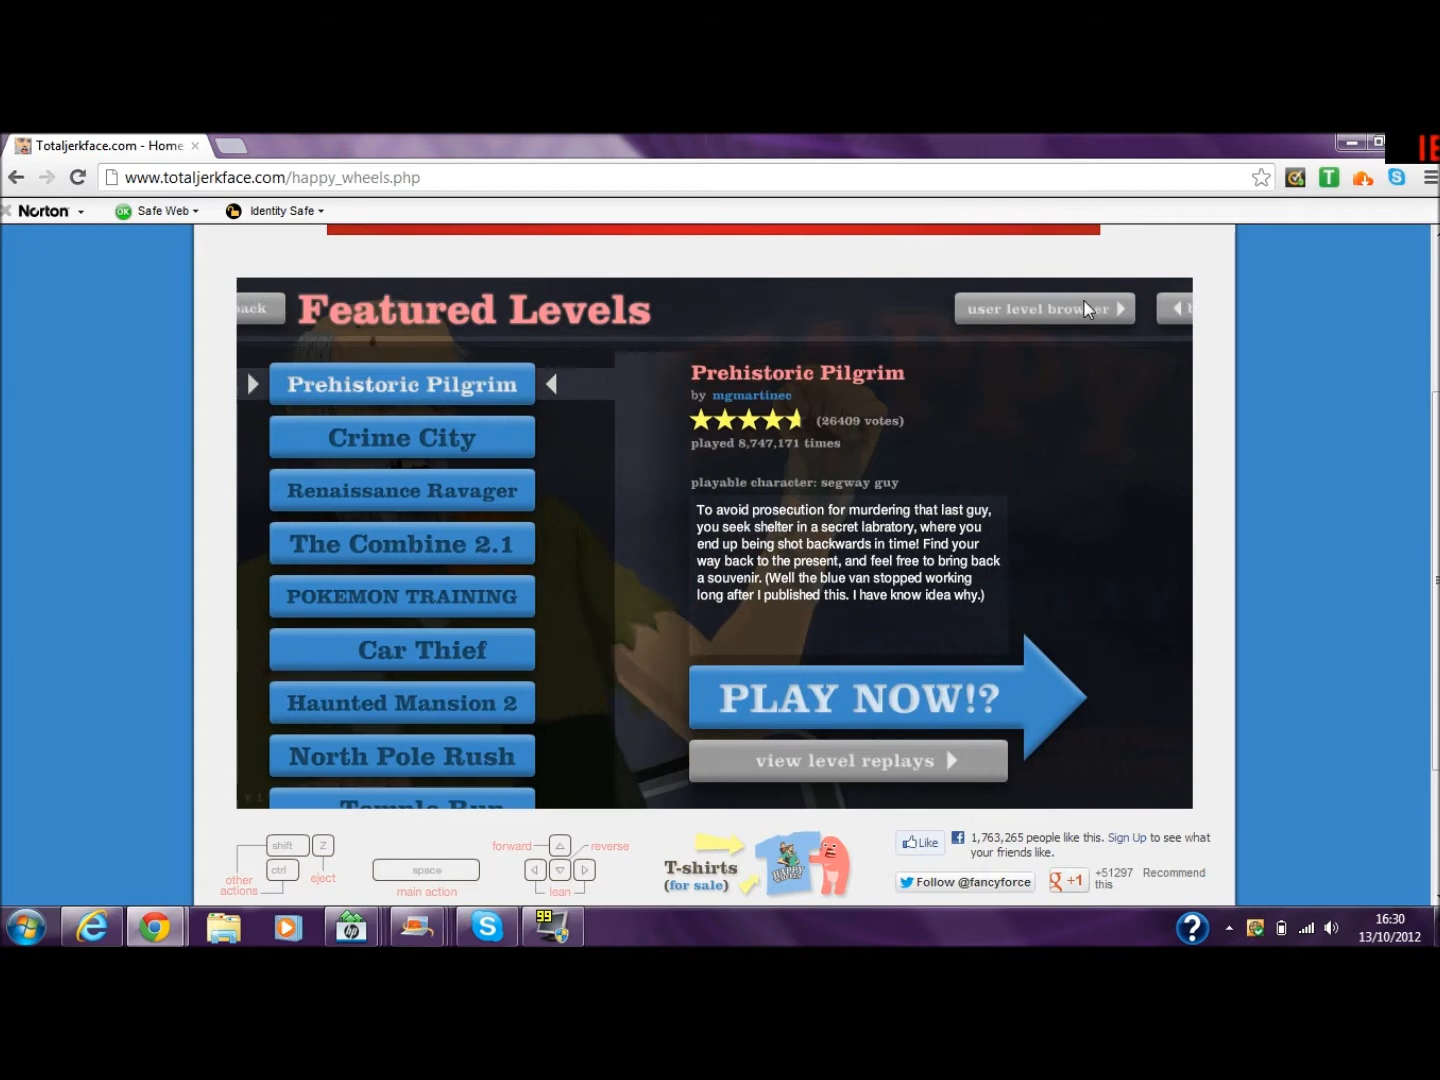 Totaljerkface.com - Home
www.totaljerkface.com/happy_wheels.php
T
Norton
OK Safe Web
Identity Safe
Featured Levels
Prehistoric Pilgrim
Crime City
Renaissance Ravager
The Combine 2.1
POKEMON TRAINING
Car Thief
Haunted Mansion 2
North Pole Rush
Temple Run
Prehistoric Pilgrim
by mgmartinec
(26409 votes)
played 8,747,171 times
playable character: segway guy
To avoid prosecution for murdering that last guy,
you seek shelter in a secret labratory, where you
end up being shot backwards in time! Find your
way back to the present, and feel free to bring back
a souvenir. (Well the blue van stopped working
long after I published this. I have know idea why.)
PLAY NOW!?
view level replays
shift
Z
ctrl
other
actions
eject
space
main action
forward
reverse
lean
T-shirts
(for sale)
Like
1,763,265 people like this. Sign Up to see what
your friends like.
Follow @fancyforce
g +1
+51297 Recommend
this
hp
99
16:30
13/10/2012